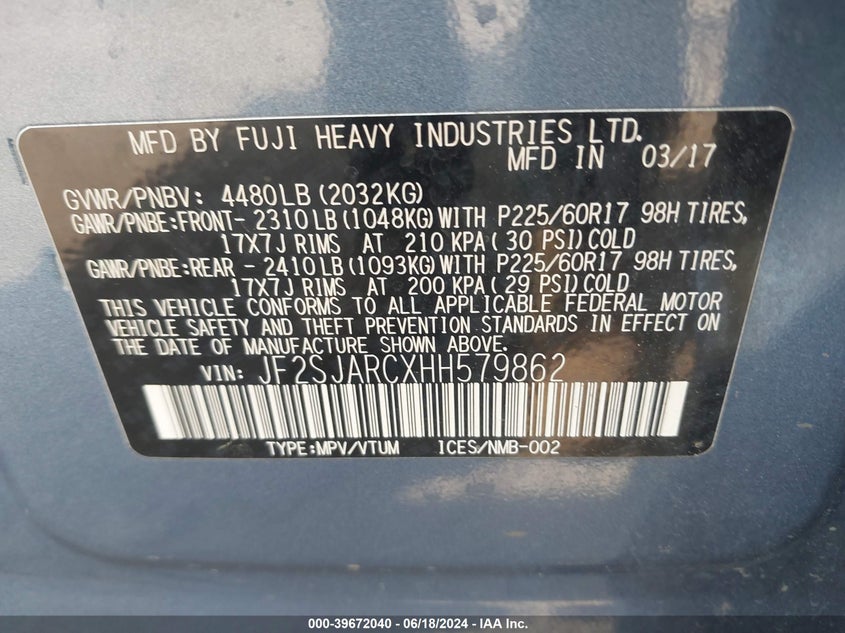 MFD BY FUJI HEAVY INDUSTRIES LTD.
MFD IN 03/17
GVWR/PNBV: 4480LB(2032KG)
GAWR/PNBE:FRONT- 2310LB(1048KG)WITH P225/60R17 98H TIRES,
17X7J RIMS AT 210 KPA( 30 PSI)COLD
GAWR/PNBE:REAR - 2410LB(1093KG)WITH P225/60R17 98H TIRES,
17X7J RIMS AT 200 KPA( 29 PSI)COLD
THIS VEHICLE CONFORMS TO ALL APPLICABLE FEDERAL MOTOR
VEHICLE SAFETY AND THEFT PREVENTION STANDARDS IN EFFECT ON
THE DATE OF MANUFACTURE SHOWN ABOVE.
VIN: JF2SJARCXHH579862
TYPE:MPV/VTUM ICES/NMB-002
000-39672040 - 06/18/2024 - IAA Inc.